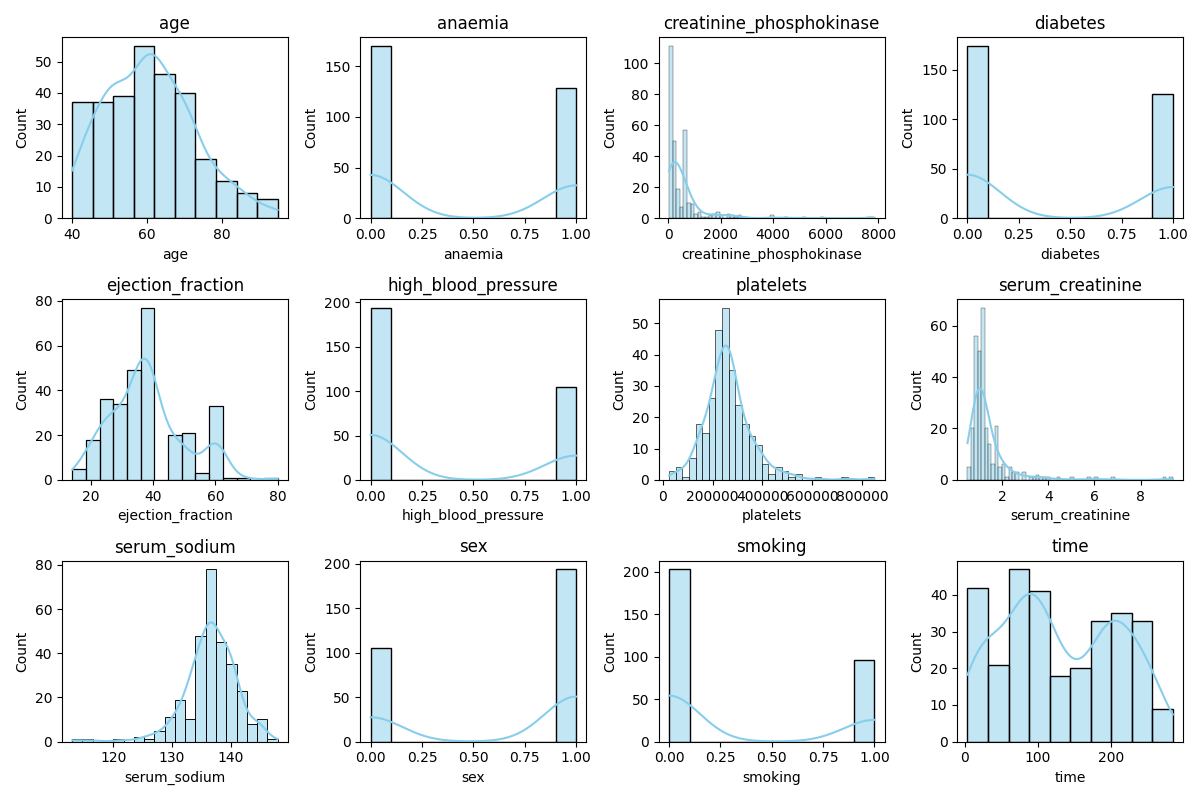 age
Count
50
40
30
20
10
0
40 60 80
age
anaemia
Count
150
100
50
0
0.00 0.25 0.50 0.75 1.00
anaemia
creatinine_phosphokinase
Count
100
80
60
40
20
0
0 2000 4000 6000 8000
creatinine_phosphokinase
diabetes
Count
150
100
50
0
0.00 0.25 0.50 0.75 1.00
diabetes
ejection_fraction
Count
80
60
40
20
0
20 40 60 80
ejection_fraction
high_blood_pressure
Count
200
150
100
50
0
0.00 0.25 0.50 0.75 1.00
high_blood_pressure
platelets
Count
50
40
30
20
10
0
0 200000 400000 600000 800000
platelets
serum_creatinine
Count
60
40
20
0
2 4 6 8
serum_creatinine
serum_sodium
Count
80
60
40
20
0
120 130 140
serum_sodium
sex
Count
200
150
100
50
0
0.00 0.25 0.50 0.75 1.00
sex
smoking
Count
200
150
100
50
0
0.00 0.25 0.50 0.75 1.00
smoking
time
Count
40
30
20
10
0
0 100 200
time